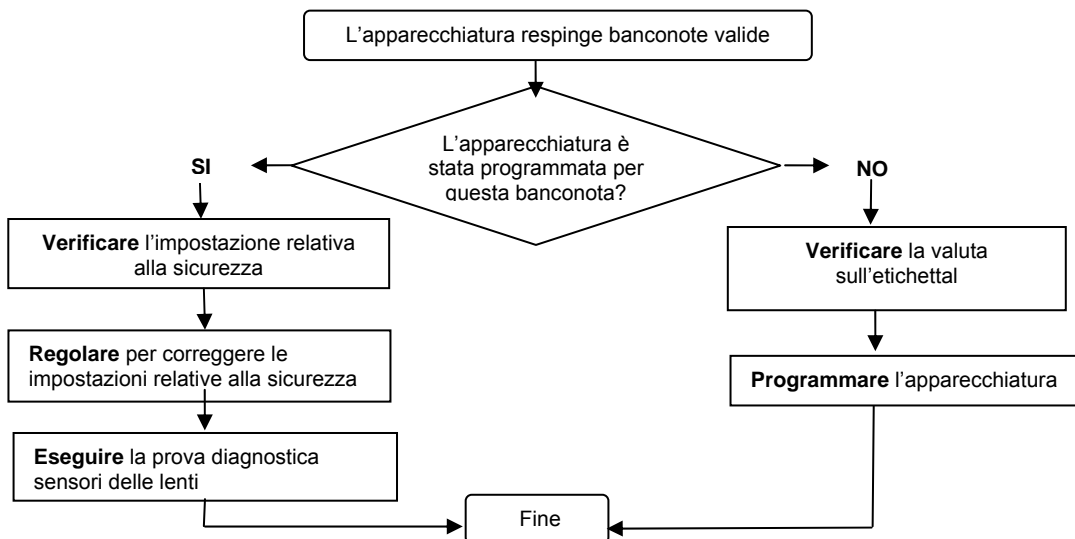 L'apparecchiatura respinge banconote valide
L'apparecchiatura è
stata programmata per
questa banconota?
SI
NO
Verificare l'impostazione relativa
alla sicurezza
Verificare la valuta
sull'etichettal
Regolare per correggere le
impostazioni relative alla sicurezza
Programmare l'apparecchiatura
Eseguire la prova diagnostica
sensori delle lenti
Fine